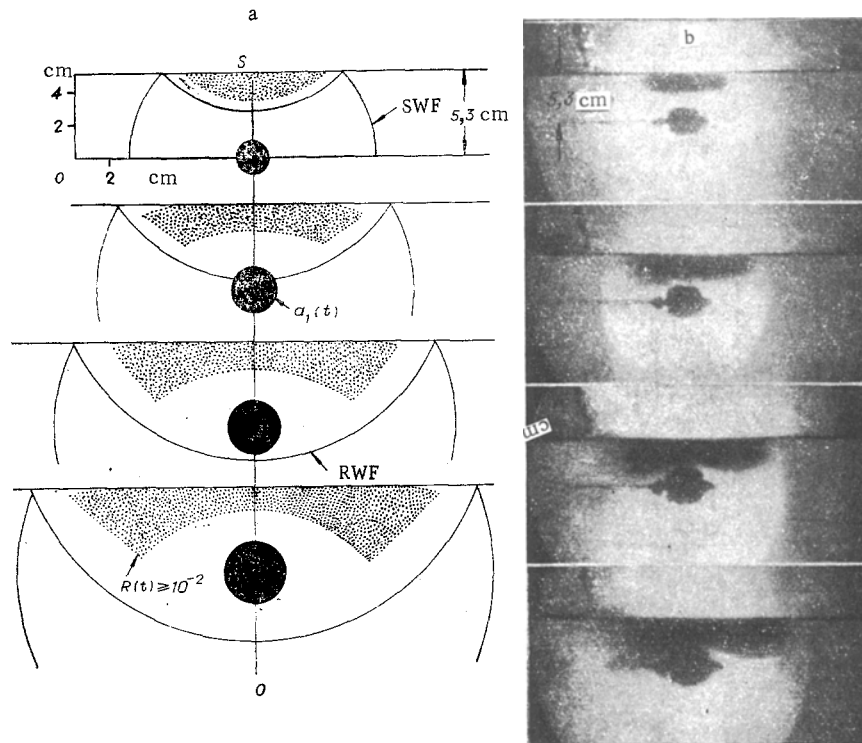 a
S
cm
4
2
0
2
cm
SWF
5,3 cm
a₁(t)
RWF
R(t)≥10⁻²
0
b
5,3 cm
cm